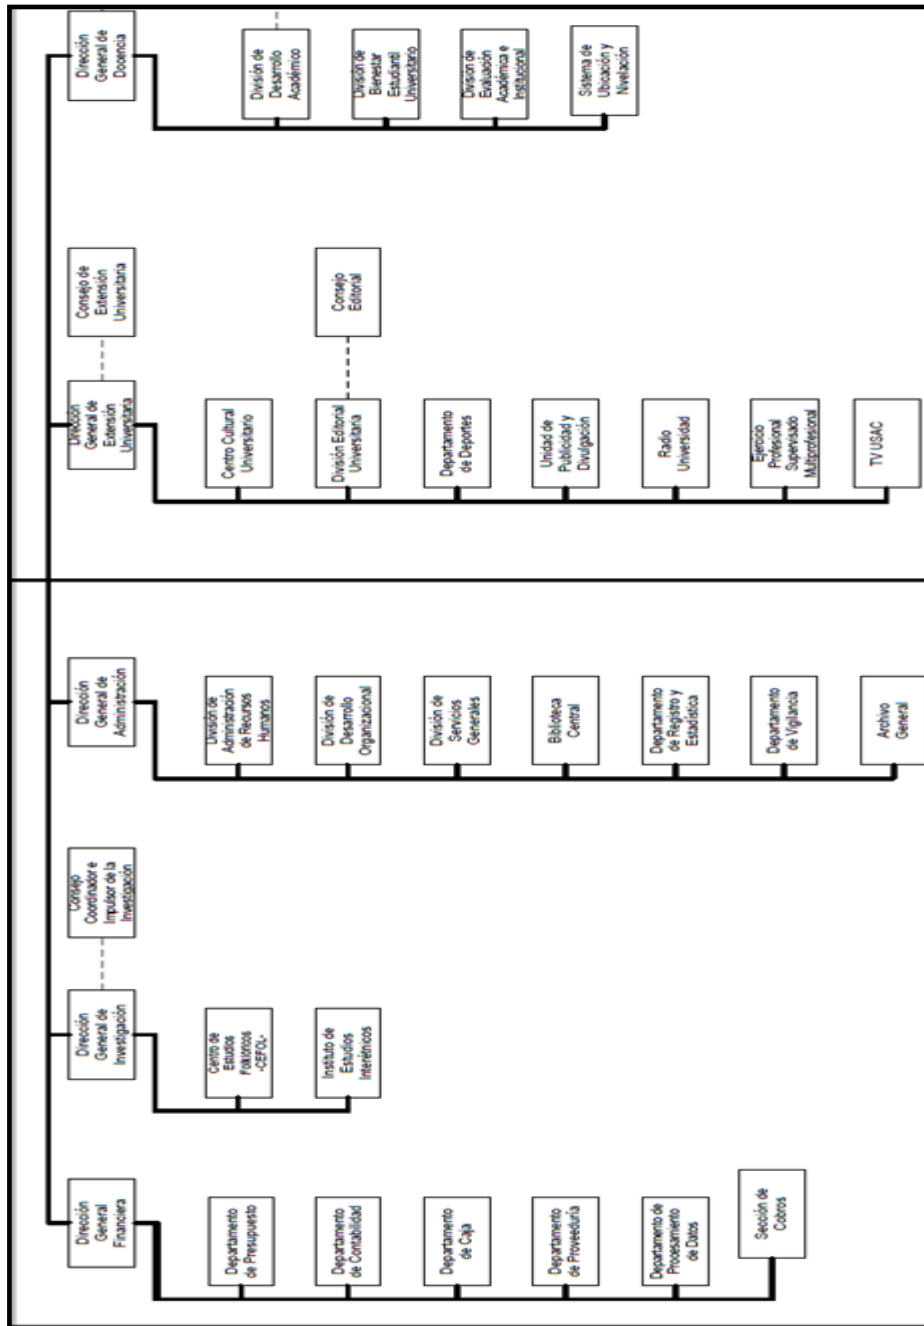 Dirección
General
Financiera
Departamento
de Presupuesto
Departamento
de Contabilidad
Departamento
de Caja
Departamento
de Proveeduría
Departamento de
Procesamiento
de Datos
Sección de
Cobros
Dirección
General de
Investigación
Consejo
Coordinador e
Impulsor de la
Investigación
Centro de
Estudios
Folklóricos
-CEFOL-
Instituto de
Estudios
Interétnicos
Dirección
General de
Administración
División de
Administración
de Recursos
Humanos
División de
Desarrollo
Organizacional
División de
Servicios
Generales
Biblioteca
Central
Departamento
de Registro y
Estadística
Departamento
de Vigilancia
Archivo
General
Dirección
General de
Extensión
Universitaria
Consejo de
Extensión
Universitaria
Centro Cultural
Universitario
División Editorial
Universitaria
Consejo
Editorial
Departamento
de Deportes
Unidad de
Publicidad y
Divulgación
Radio
Universidad
Ejercicio
Profesional
Supervisado
Multiprofesional
TV USAC
Dirección
General de
Docencia
División de
Desarrollo
Académico
División de
Bienestar
Estudiantil
Universitario
División de
Evaluación
Académica e
Institucional
Sistema de
Ubicación y
Nivelación